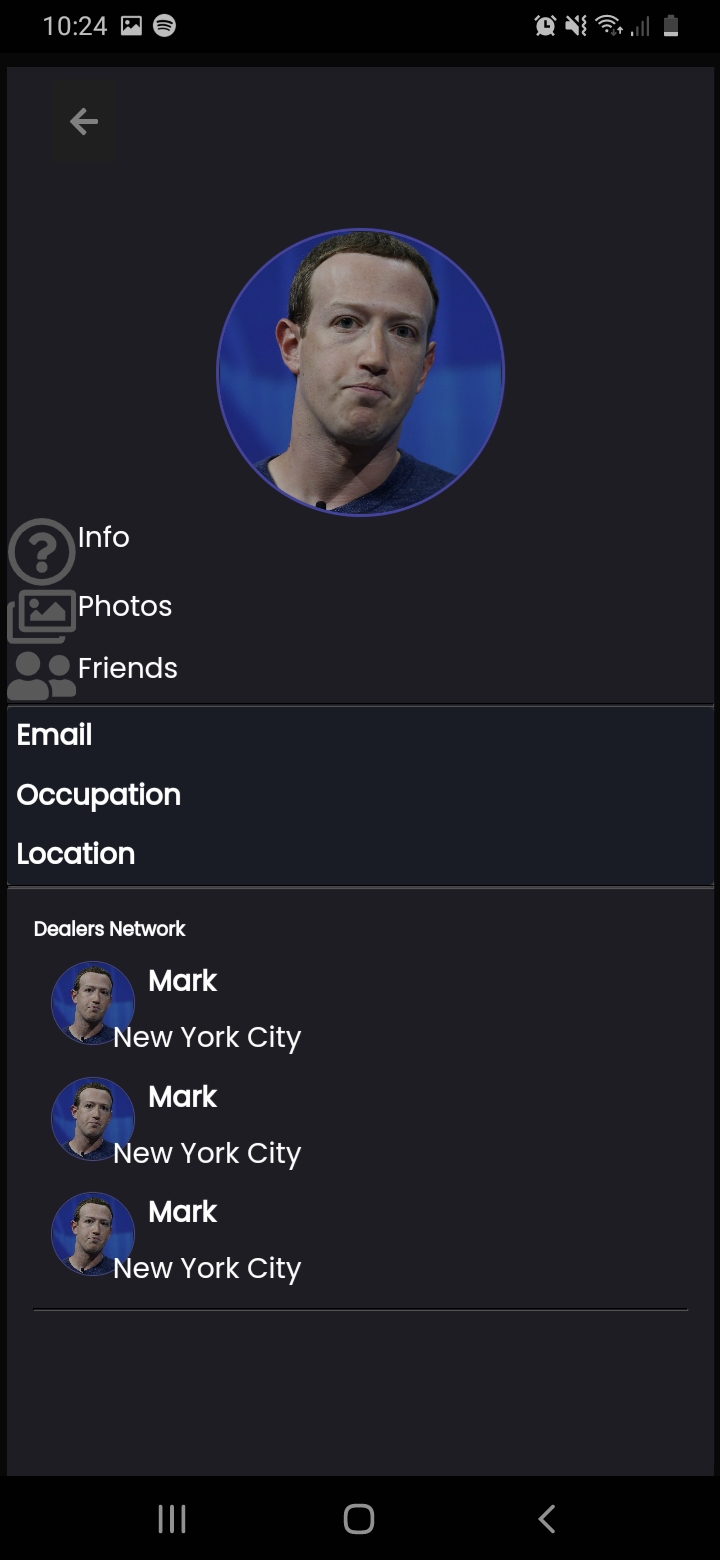 10:24
Info
Photos
Friends
Email
Occupation
Location
Dealers Network
Mark
New York City
Mark
New York City
Mark
New York City